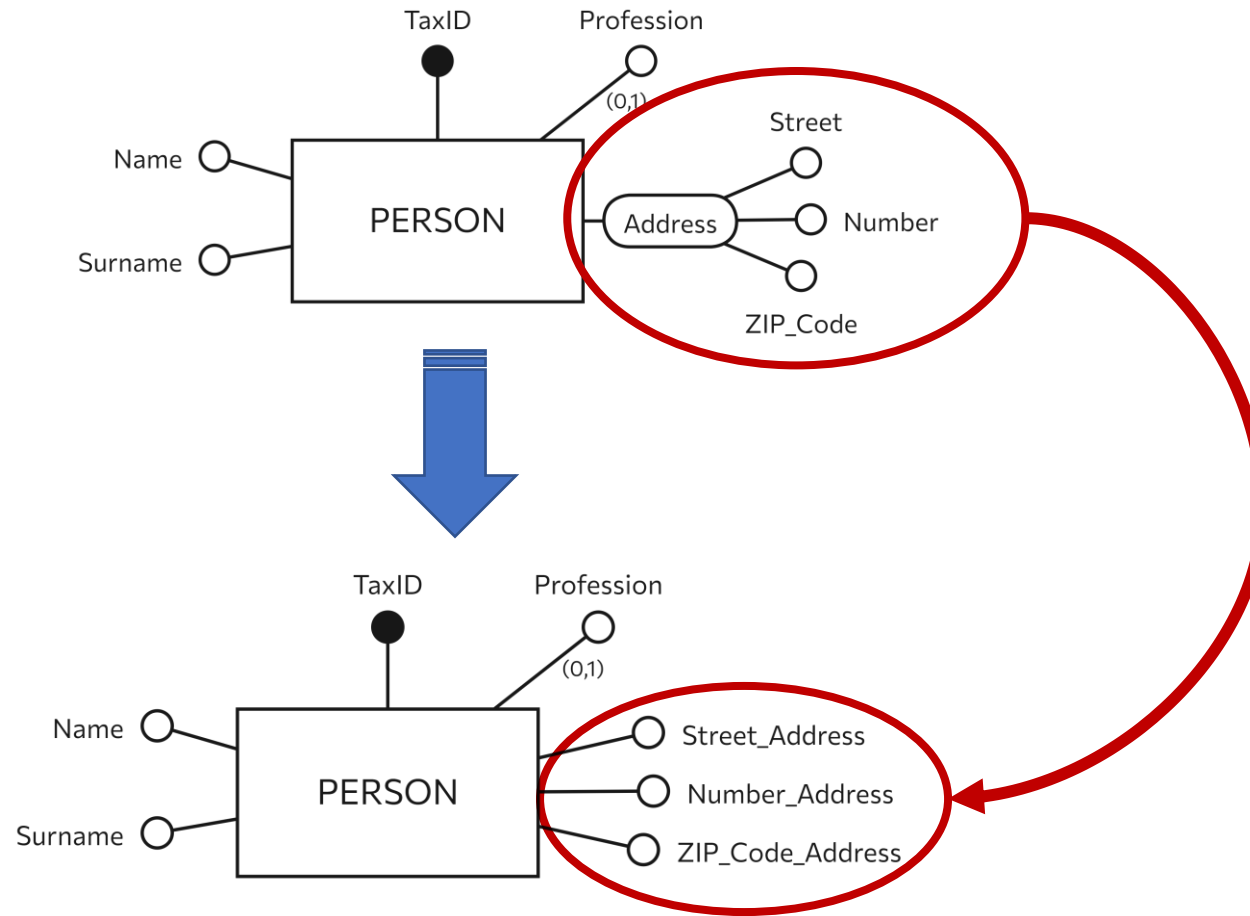 TaxID
Profession
(0,1)
Street
Name
PERSON
Address
Number
Surname
ZIP_Code
TaxID
Profession
(0,1)
Name
Street_Address
PERSON
Number_Address
Surname
ZIP_Code_Address